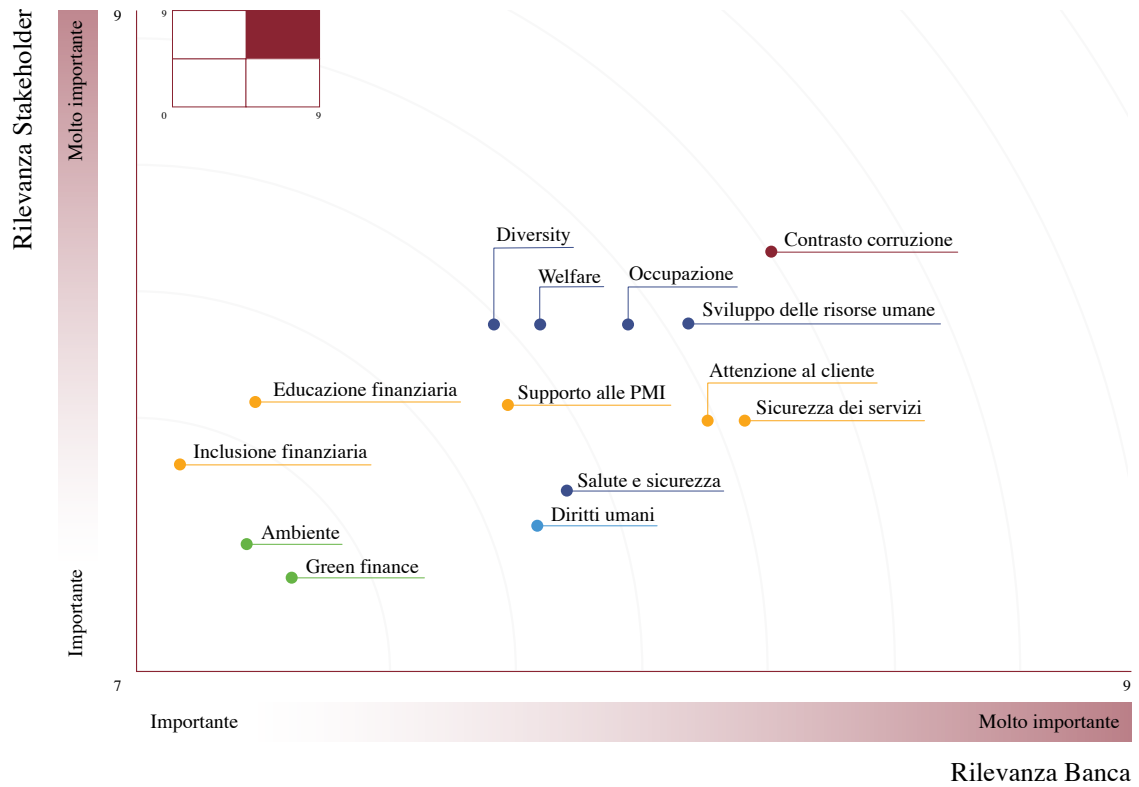 Rilevanza Stakeholder
Molto importante
Importante
9
9
0
9
Diversity
Contrasto corruzione
Welfare
Occupazione
Sviluppo delle risorse umane
Attenzione al cliente
Educazione finanziaria
Supporto alle PMI
Sicurezza dei servizi
Inclusione finanziaria
Salute e sicurezza
Diritti umani
Ambiente
Green finance
7
9
Importante
Molto importante
Rilevanza Banca